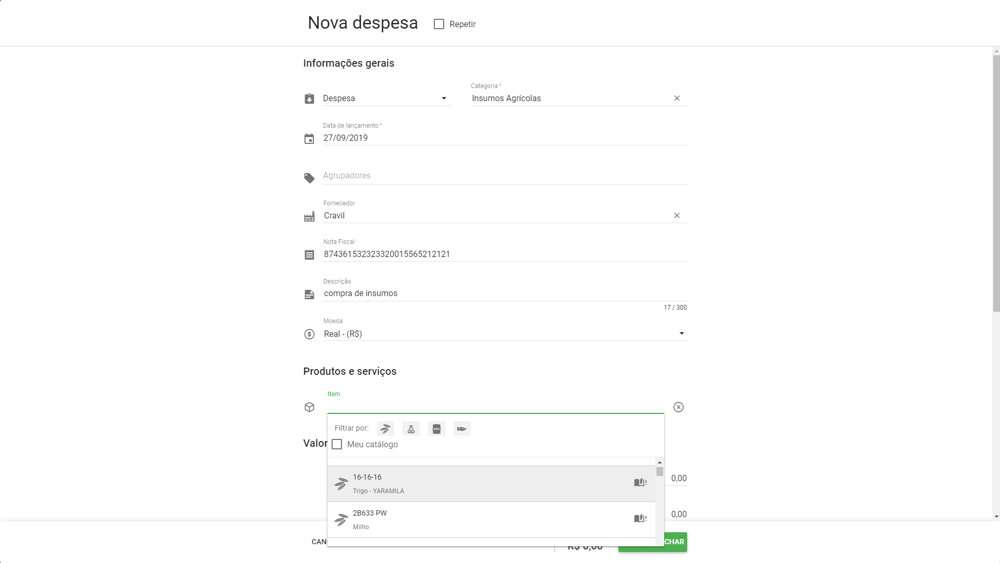 Nova despesa
Repetir
Informações gerais
Categoria *
Despesa
Insumos Agrícolas
Data de lançamento *
27/09/2019
Agrupadores
Fornecedor
Cravil
Nota Fiscal
874361532323320015565212121
Descrição
compra de insumos
17 / 300
Moeda
Real - (R$)
Produtos e serviços
Item
Filtrar por:
NPK
Valor
Meu catálogo
16-16-16
Trigo - YARAMILA
0,00
2B633 PW
Milho
0,00
CAN
R$ 0,00
CHAR